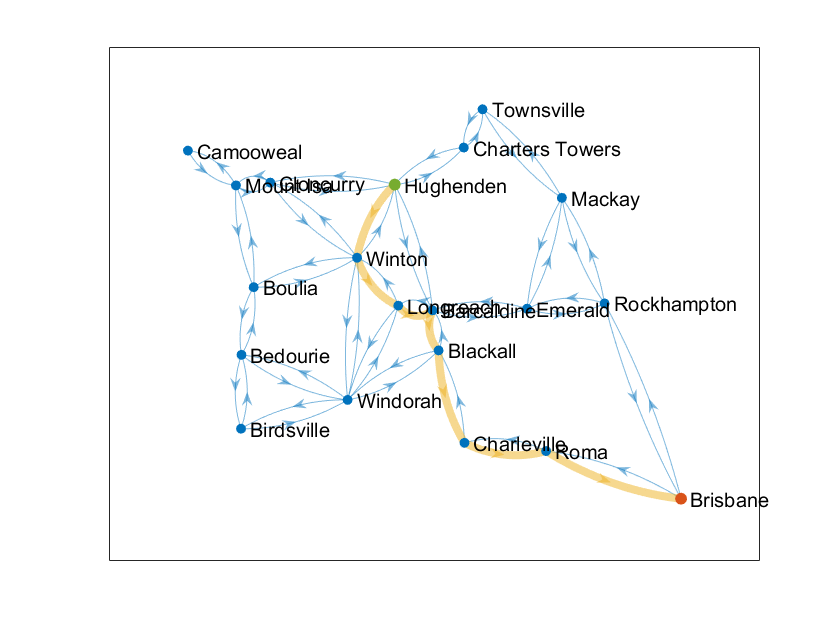 Townsville
Camooweal
Charters Towers
Mount Isa
Cloncurry
Hughenden
Mackay
Winton
Boulia
Longreach
Barcaldine
Emerald
Rockhampton
Blackall
Bedourie
Windorah
Birdsville
Charleville
Roma
Brisbane